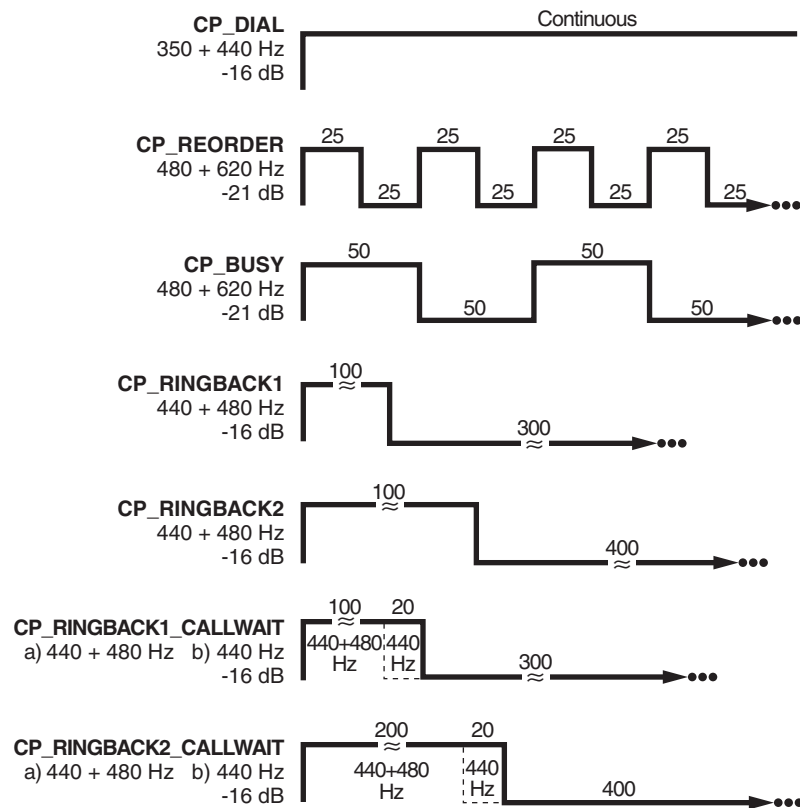 CP_DIAL
350 + 440 Hz
-16 dB
Continuous
CP_REORDER
480 + 620 Hz
-21 dB
25
25
25
25
25
25
25
25
CP_BUSY
480 + 620 Hz
-21 dB
50
50
50
50
CP_RINGBACK1
440 + 480 Hz
-16 dB
100
300
CP_RINGBACK2
440 + 480 Hz
-16 dB
100
400
CP_RINGBACK1_CALLWAIT
a) 440 + 480 Hz b) 440 Hz
-16 dB
100
20
440+480
Hz
440
Hz
300
CP_RINGBACK2_CALLWAIT
a) 440 + 480 Hz b) 440 Hz
-16 dB
200
20
440+480
Hz
440
Hz
400